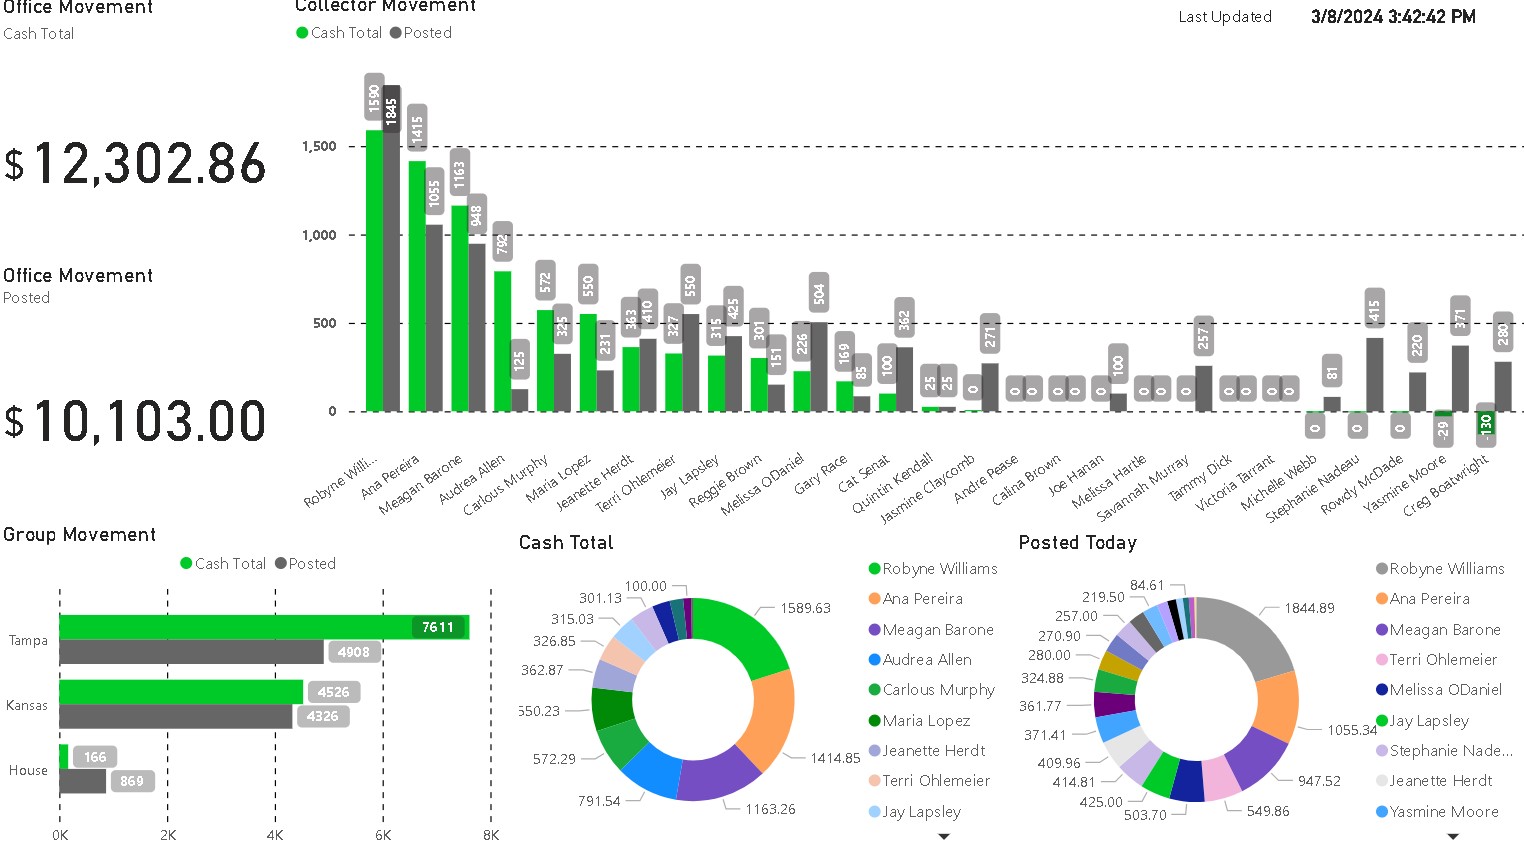 Office Movement
Cash Total
$12,302.86
Office Movement
Posted
$10,103.00
Collector Movement
Cash Total Posted
Last Updated 3/8/2024 3:42:42 PM
1,500
1,000
500
0
1590 1845 1415 1055 1163 948 792 125 572 325 550 231 363 410 327 550 315 425 301 151 226 504 169 85 100 362 25 25 0 271 0 0 0 0 0 100 0 0 0 257 0 0 0 0 0 81 0 415 0 220 -29 371 -130 280
Robyne Willi...
Ana Pereira
Meagan Barone
Audrea Allen
Carlous Murphy
Maria Lopez
Jeanette Herdt
Terri Ohlemeier
Jay Lapsley
Reggie Brown
Melissa ODaniel
Gary Race
Cat Senat
Quintin Kendall
Jasmine Claycomb
Andre Pease
Calina Brown
Joe Hanan
Melissa Hartle
Savannah Murray
Tammy Dick
Victoria Tarrant
Michelle Webb
Stephanie Nadeau
Rowdy McDade
Yasmine Moore
Creg Boatwright
Group Movement
Cash Total Posted
Tampa 7611
4908
Kansas 4526
4326
House 166
869
0K 2K 4K 6K 8K
Cash Total
100.00
301.13
315.03
326.85
362.87
550.23
572.29
791.54
1163.26
1414.85
1589.63
Robyne Williams
Ana Pereira
Meagan Barone
Audrea Allen
Carlous Murphy
Maria Lopez
Jeanette Herdt
Terri Ohlemeier
Jay Lapsley
Posted Today
84.61
219.50
257.00
270.90
280.00
324.88
361.77
371.41
409.96
414.81
425.00
503.70
549.86
947.52
1055.34
1844.89
Robyne Williams
Ana Pereira
Meagan Barone
Terri Ohlemeier
Melissa ODaniel
Jay Lapsley
Stephanie Nade...
Jeanette Herdt
Yasmine Moore